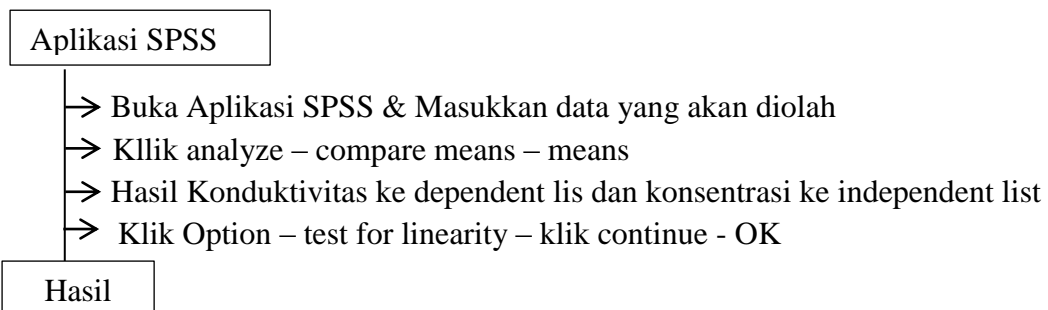 Aplikasi SPSS
Buka Aplikasi SPSS & Masukkan data yang akan diolah
Kllik analyze – compare means – means
Hasil Konduktivitas ke dependent lis dan konsentrasi ke independent list
Klik Option – test for linearity – klik continue - OK
Hasil